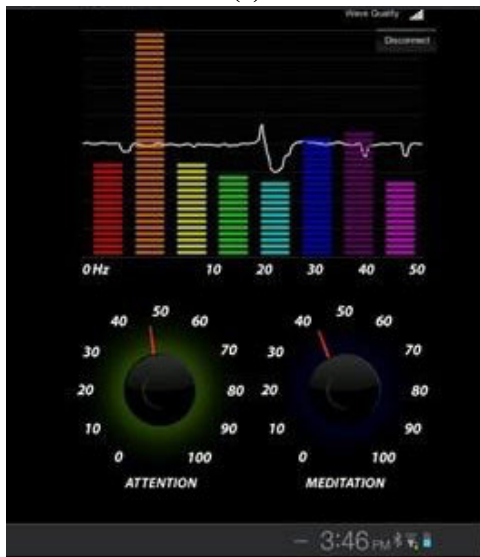 Wave Quality
Disconnect
0 Hz 10 20 30 40 50
40 50 60 40 50 60
30 70 30 70
20 80 20 80
10 90 10 90
0 100 0 100
ATTENTION MEDITATION
3:46 PM